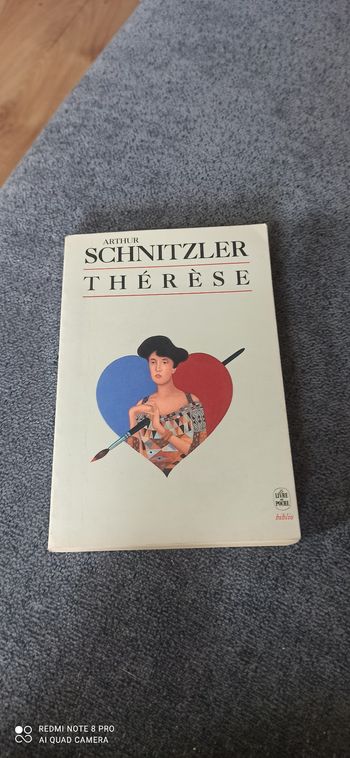 ARTHUR
SCHNITZLER
THÉRÈSE
LE
LIVRE
DE
POCHE
biblio
REDMI NOTE 8 PRO
AI QUAD CAMERA